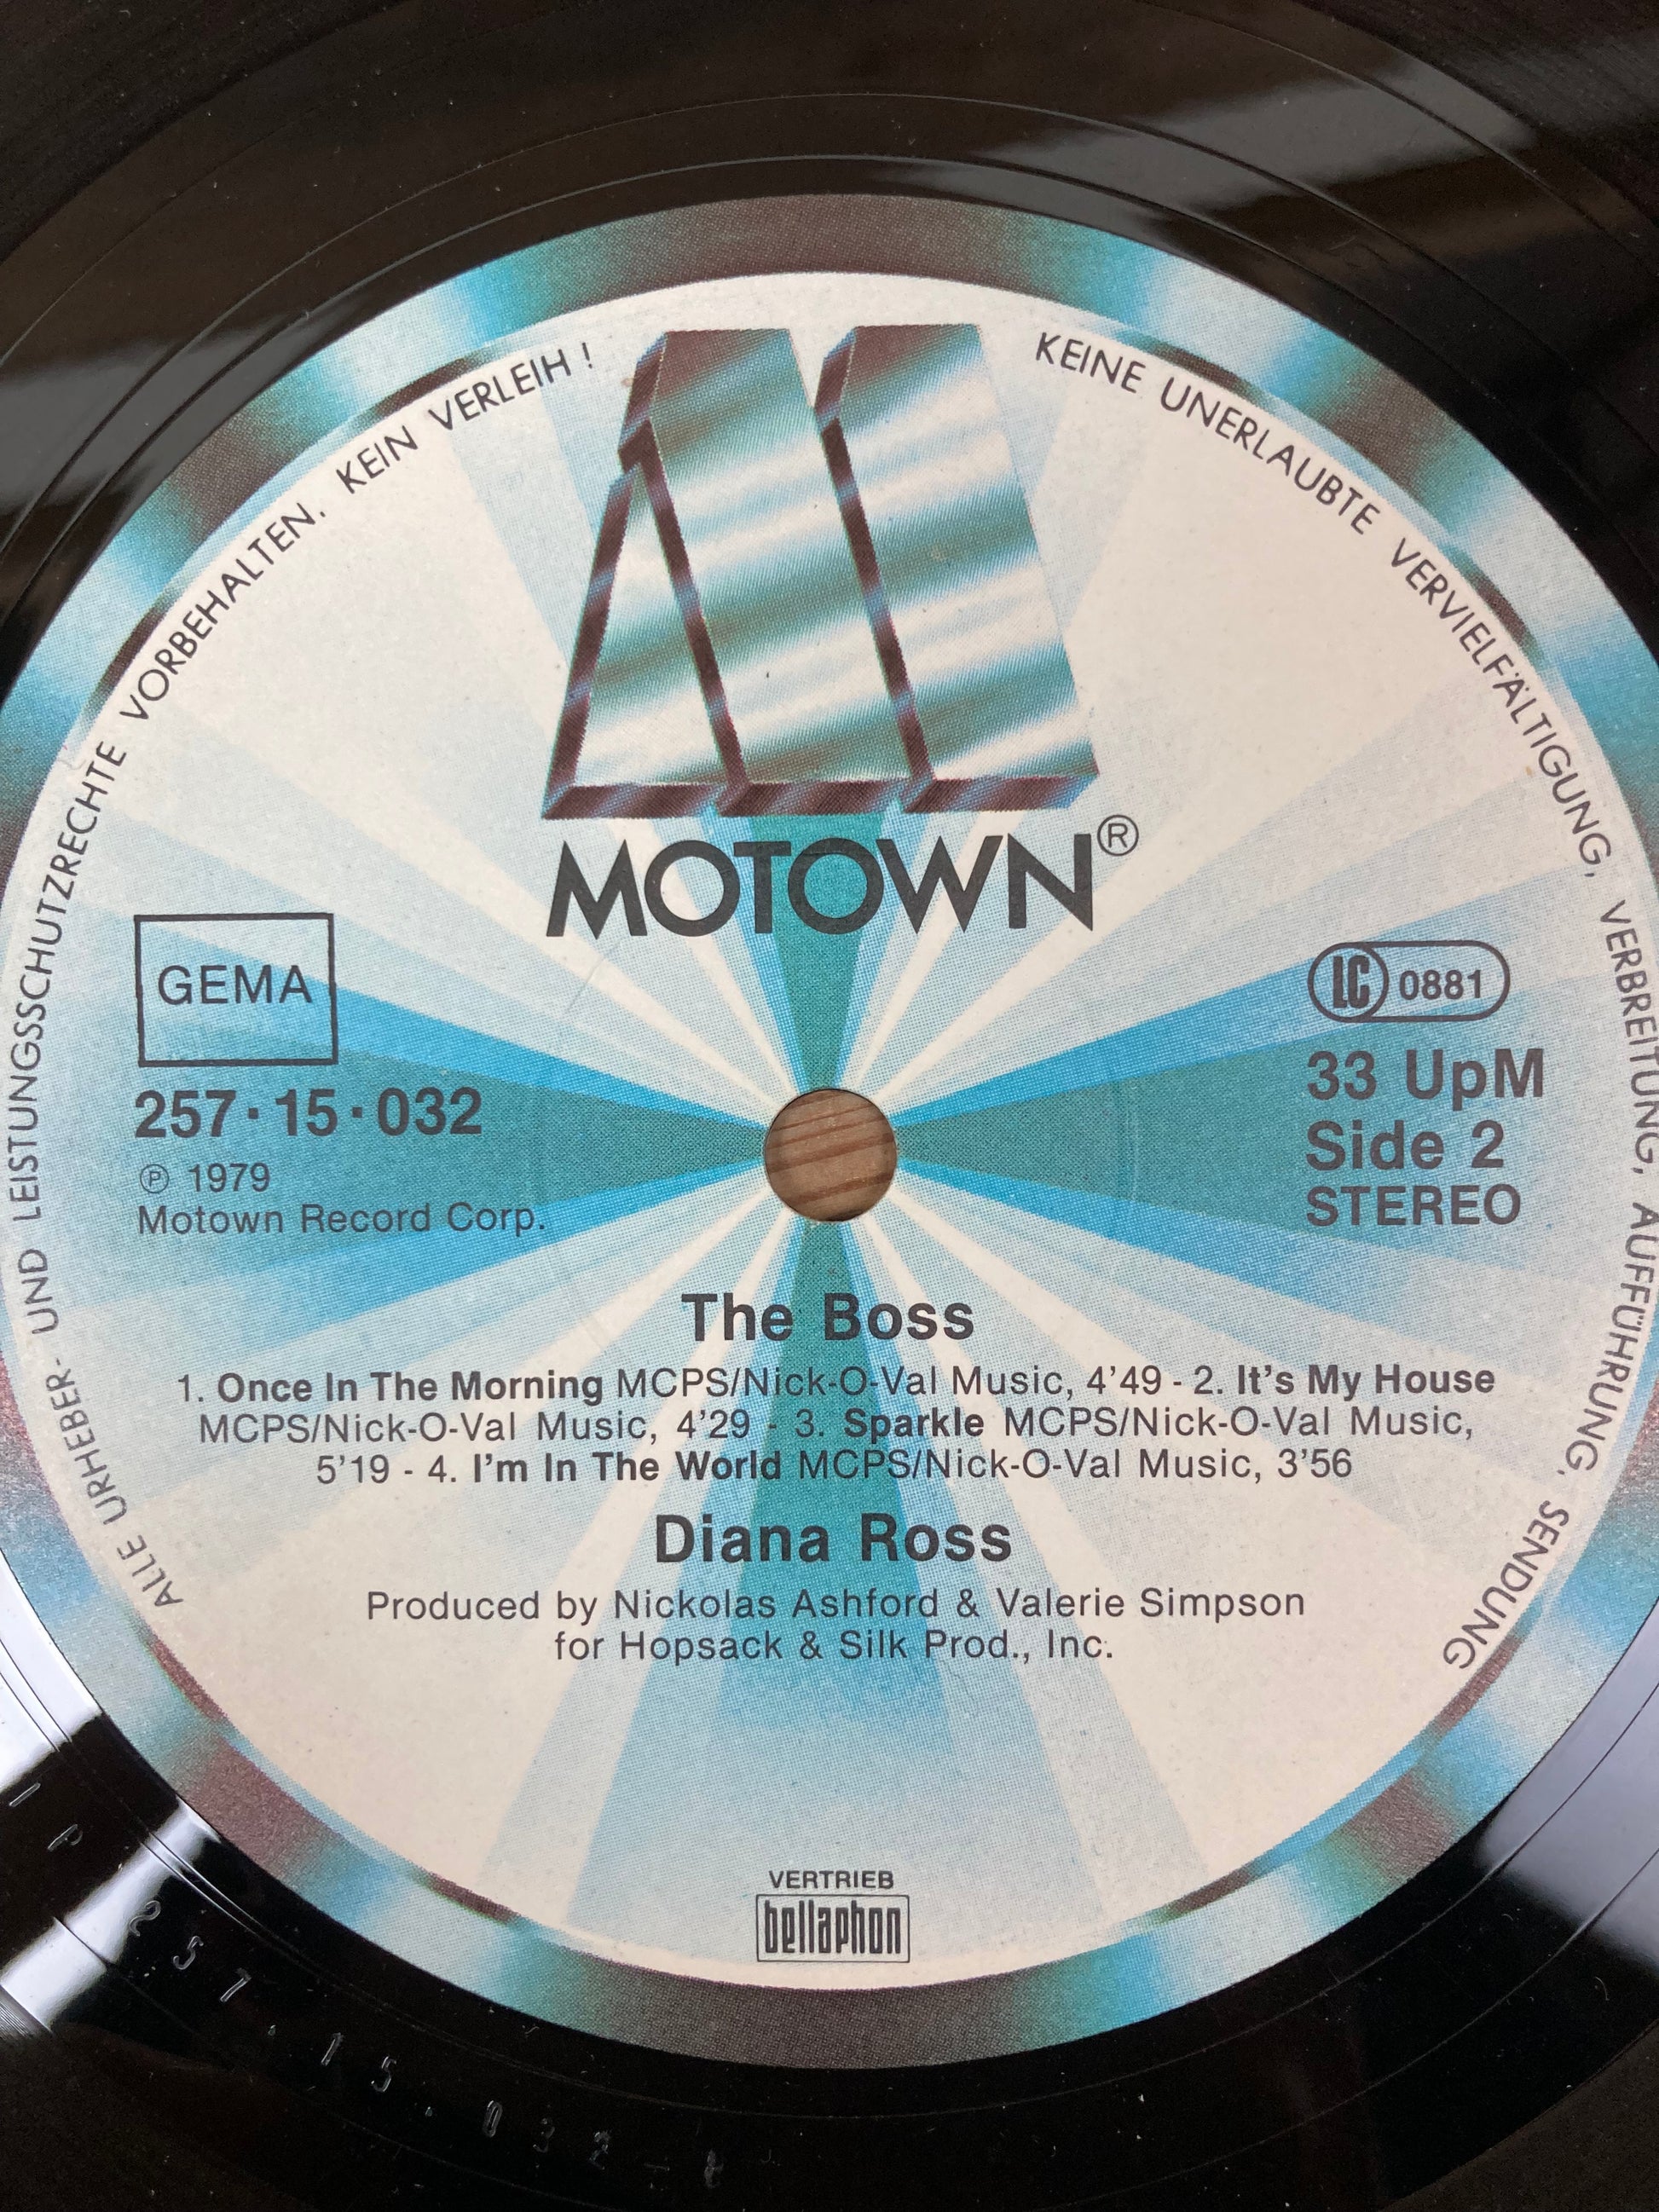 ALLE URHEBER- UND LEISTUNGSSCHUTZRECHTE VORBEHALTEN. KEIN VERLEIH !
KEINE UNERLAUBTE VERVIELFÄLTIGUNG, VERBREITUNG, AUFFÜHRUNG, SENDUNG
MOTOWN®
GEMA
257·15·032
℗ 1979
Motown Record Corp.
LC 0881
33 UpM
Side 2
STEREO
The Boss
1. Once In The Morning MCPS/Nick-O-Val Music, 4'49 - 2. It's My House
MCPS/Nick-O-Val Music, 4'29 - 3. Sparkle MCPS/Nick-O-Val Music,
5'19 - 4. I'm In The World MCPS/Nick-O-Val Music, 3'56
Diana Ross
Produced by Nickolas Ashford & Valerie Simpson
for Hopsack & Silk Prod., Inc.
VERTRIEB
bellaphon
257.15.032